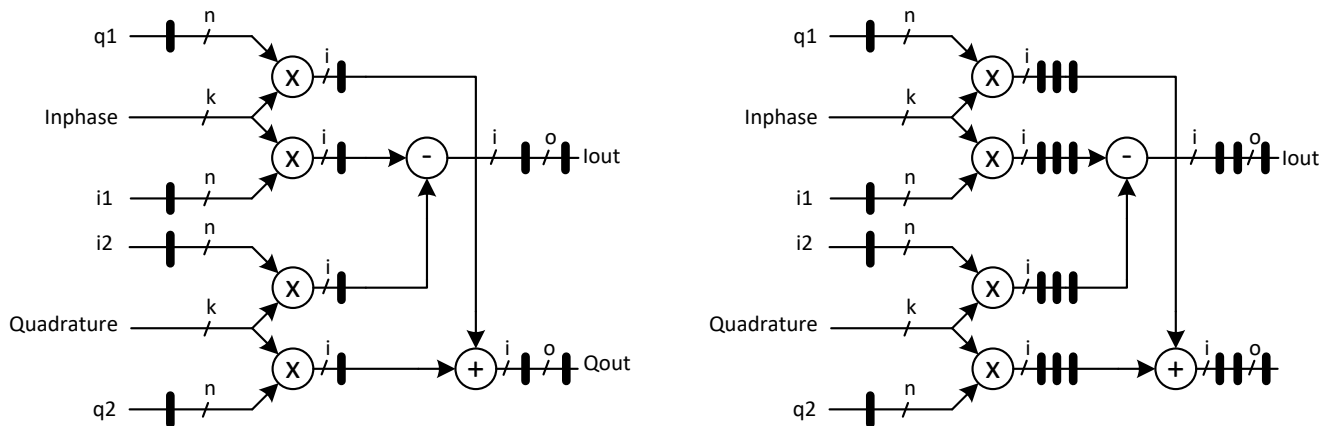 q1
n
X
i
Inphase
k
X
i
-
i
o
Iout
i1
n
i2
n
X
i
Quadrature
k
X
i
+
i
o
Qout
q2
n
q1
n
X
i
Inphase
k
X
i
-
i
o
Iout
i1
n
i2
n
X
i
Quadrature
k
X
i
+
i
o
q2
n